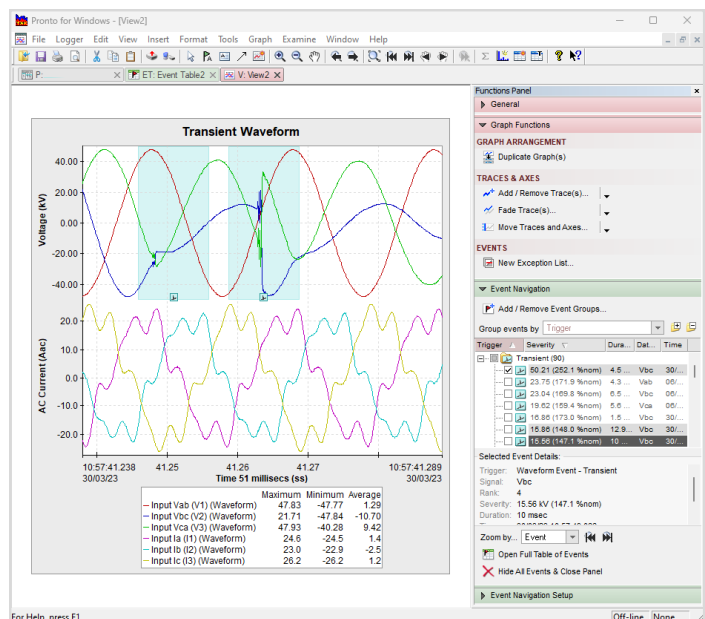 Pronto for Windows - [View2]
File Logger Edit View Insert Format Tools Graph Examine Window Help
P: ET: Event Table2 V: View2
Functions Panel
General
Graph Functions
GRAPH ARRANGEMENT
Duplicate Graph(s)
TRACES & AXES
Add / Remove Trace(s)...
Fade Trace(s)...
Move Traces and Axes...
EVENTS
New Exception List...
Event Navigation
Add / Remove Event Groups...
Group events by Trigger
Trigger Severity Dura... Dat... Time
Transient (90)
50.21 (252.1 %nom) 4.5 ... Vbc 30/...
23.75 (171.9 %nom) 4.3 ... Vab 06/...
23.04 (169.8 %nom) 6.5 ... Vbc 06/...
19.62 (159.4 %nom) 6.6 ... Vca 06/...
16.86 (173.0 %nom) 1.5 ... Vbc 30/...
15.86 (148.0 %nom) 12.9... Vbc 30/...
15.56 (147.1 %nom) 10 ... Vbc 30/...
Selected Event Details:
Trigger: Waveform Event - Transient
Signal: Vbc
Rank: 4
Severity: 15.56 kV (147.1 %nom)
Duration: 10 msec
Zoom by... Event
Open Full Table of Events
Hide All Events & Close Panel
Event Navigation Setup
Transient Waveform
Voltage (kV)
40.00
20.00
0.00
-20.00
-40.00
AC Current (Aac)
20.0
10.0
0.0
-10.0
-20.0
10:57:41.238 41.25 41.26 41.27 10:57:41.289
30/03/23 Time 51 millisecs (ss) 30/03/23
Maximum Minimum Average
Input Vab (V1) (Waveform) 47.83 -47.77 1.29
Input Vbc (V2) (Waveform) 21.71 -47.84 -10.70
Input Vca (V3) (Waveform) 47.93 -40.28 9.42
Input Ia (I1) (Waveform) 24.6 -24.5 1.4
Input Ib (I2) (Waveform) 23.0 -22.9 -2.5
Input Ic (I3) (Waveform) 26.2 -26.2 1.2
For Help, press F1
Off-line None